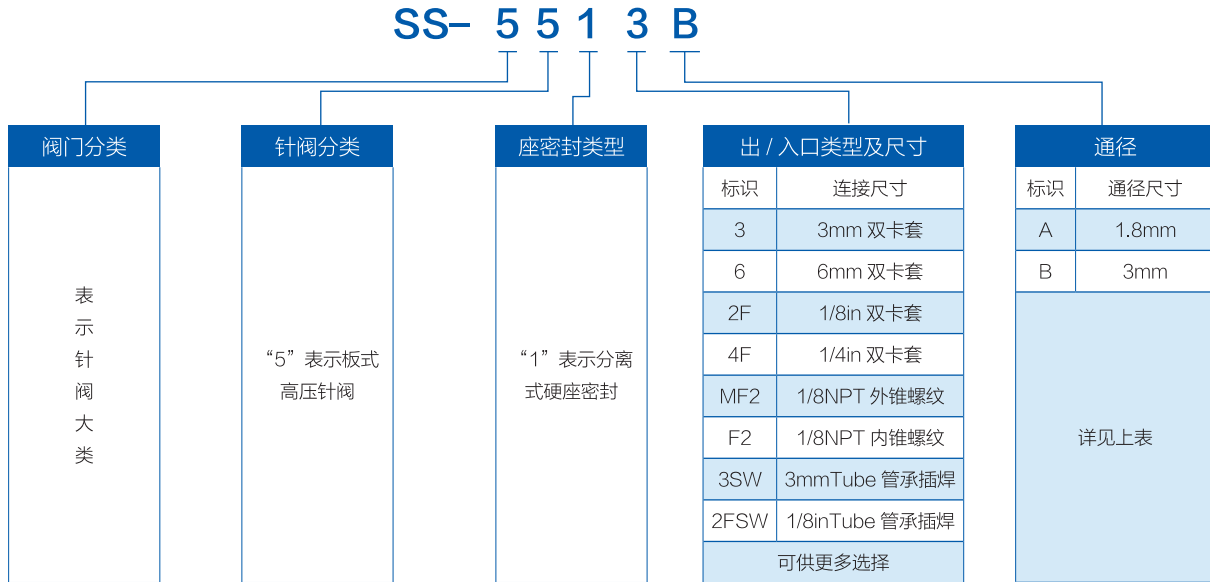 SS- 5 5 1 3 B
阀门分类
表
示
针
阀
大
类
针阀分类
“5”表示板式
高压针阀
座密封类型
“1”表示分离
式硬座密封
出 / 入口类型及尺寸
标识 连接尺寸
3 3mm 双卡套
6 6mm 双卡套
2F 1/8in 双卡套
4F 1/4in 双卡套
MF2 1/8NPT 外锥螺纹
F2 1/8NPT 内锥螺纹
3SW 3mmTube 管承插焊
2FSW 1/8inTube 管承插焊
可供更多选择
通径
标识 通径尺寸
A 1.8mm
B 3mm
详见上表